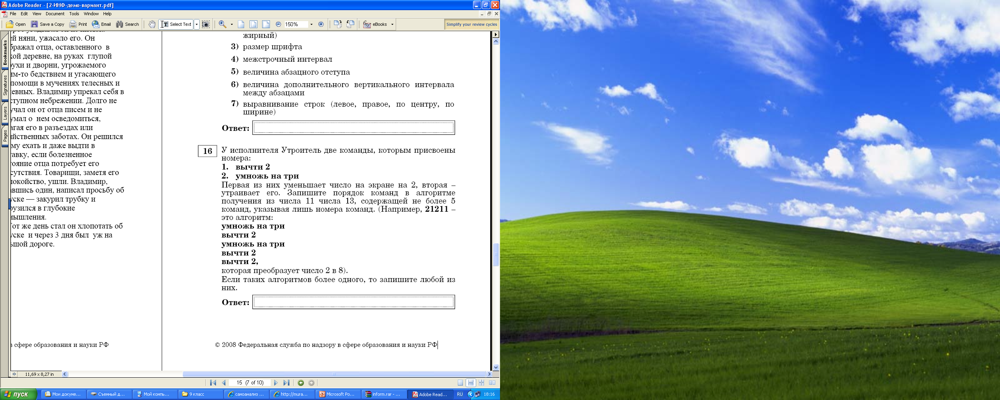 Adobe Reader - [2-ИНФ-демо-вариант.pdf]
File Edit View Document Tools Window Help
Open Save a Copy Print Email Search Select Text 150% eBooks Simplify your review cycles
Bookmarks
Signatures
Layers
Pages
ей няни, ужасало его. Он
бражал отца, оставленного в
кой деревне, на руках глупой
рухи и дворни, угрожаемого
им-то бедствием и угасающего
помощи в мучениях телесных и
евных. Владимир упрекал себя в
ступном небрежении. Долго не
учал он от отца писем и не
умал о нем осведомиться,
агая его в разъездах или
яйственных заботах. Он решился
му ехать и даже выдти в
тавку, если болезненное
тояние отца потребует его
сутствия. Товарищи, заметя его
покойство, ушли. Владимир,
авшись один, написал просьбу об
уске — закурил трубку и
рузился в глубокие
мышления.
Тот же день стал он хлопотать об
уске и через 3 дня был уж на
ьшой дороге.
в сфере образования и науки РФ
жирный)
3) размер шрифта
4) межстрочный интервал
5) величина абзацного отступа
6) величина дополнительного вертикального интервала
между абзацами
7) выравнивание строк (левое, правое, по центру, по
ширине)
Ответ:
16 У исполнителя Утроитель две команды, которым присвоены
номера:
1. вычти 2
2. умножь на три
Первая из них уменьшает число на экране на 2, вторая –
утраивает его. Запишите порядок команд в алгоритме
получения из числа 11 числа 13, содержащей не более 5
команд, указывая лишь номера команд. (Например, 21211 –
это алгоритм:
умножь на три
вычти 2
умножь на три
вычти 2
вычти 2,
которая преобразует число 2 в 8).
Если таких алгоритмов более одного, то запишите любой из
них.
Ответ:
© 2008 Федеральная служба по надзору в сфере образования и науки РФ
11,69 x 8,27 in
15 (7 of 10)
пуск Мои докуме... Съемный д... Мой компь... 9 класс самоанализ ... http://mura... Microsoft Po... inform.rar - ... Adobe Read... RU 18:16